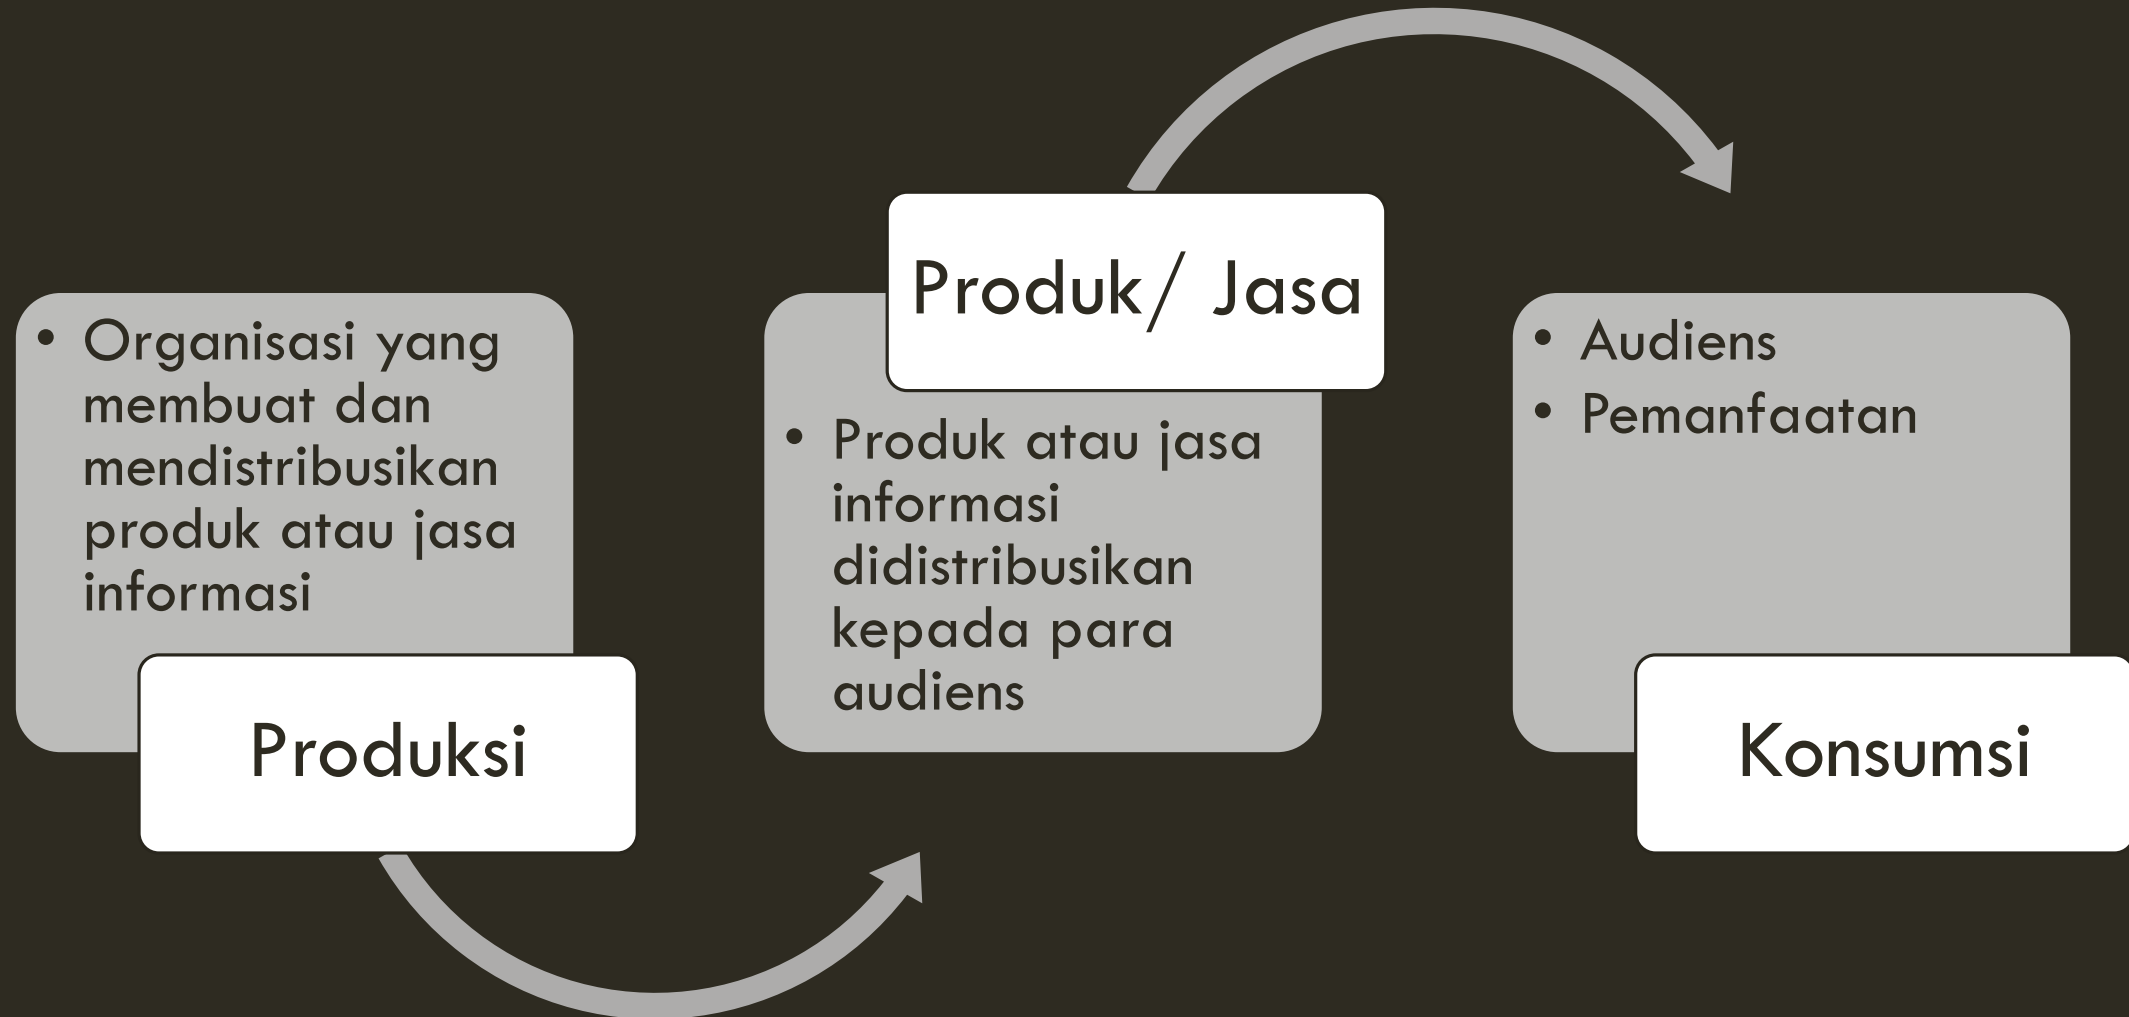 • Organisasi yang
membuat dan
mendistribusikan
produk atau jasa
informasi
Produksi
Produk/ Jasa
• Produk atau jasa
informasi
didistribusikan
kepada para
audiens
• Audiens
• Pemanfaatan
Konsumsi